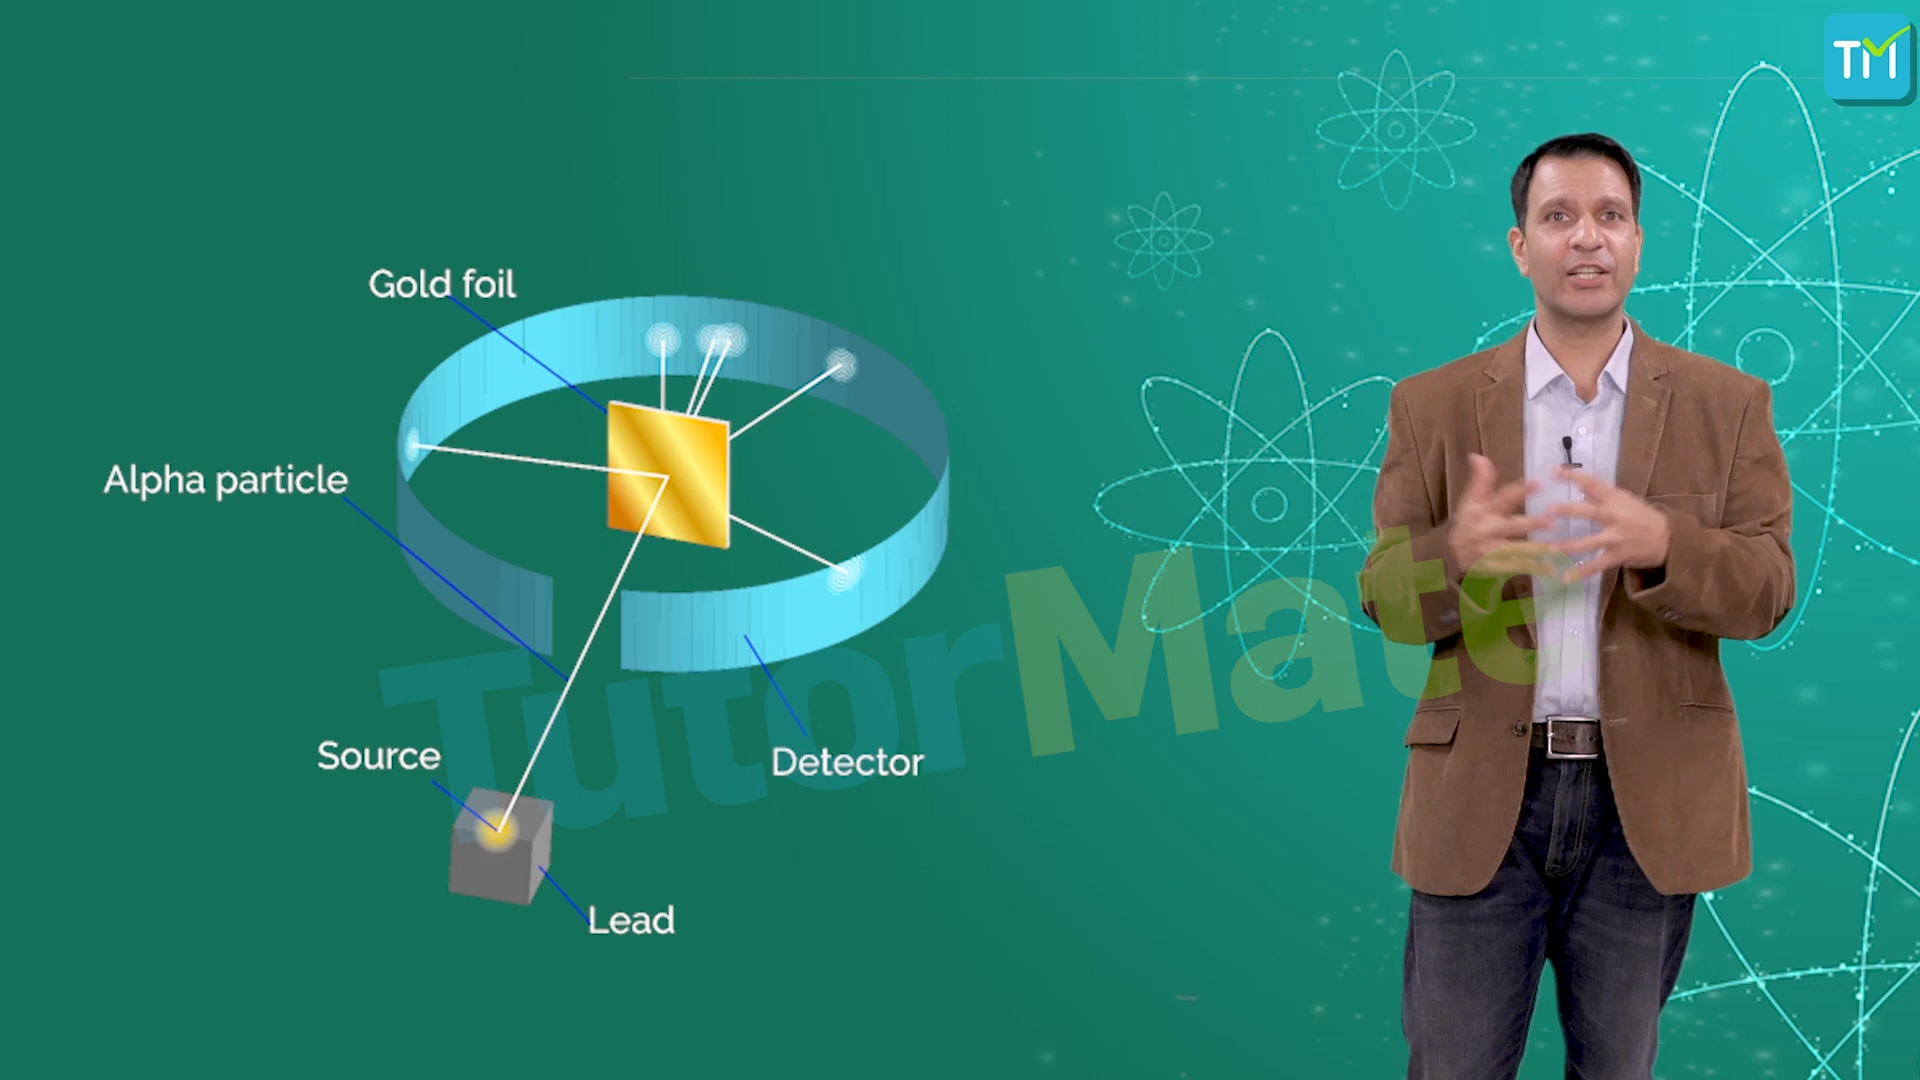 TM
Gold foil
Alpha particle
TutorMate
Source
Detector
Lead